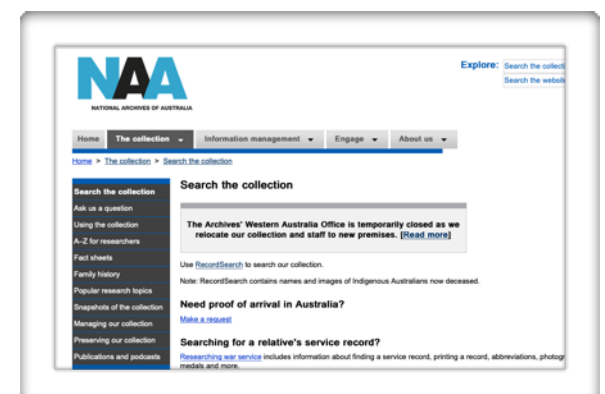 NAA
NATIONAL ARCHIVES OF AUSTRALIA
Explore:
Search the collecti
Search the website
Home
The collection
Information management
Engage
About us
Home > The collection > Search the collection
Search the collection
Ask us a question
Using the collection
A–Z for researchers
Fact sheets
Family history
Popular research topics
Snapshots of the collection
Managing our collection
Preserving our collection
Publications and podcasts
Search the collection
The Archives' Western Australia Office is temporarily closed as we
relocate our collection and staff to new premises. [Read more]
Use RecordSearch to search our collection.
Note: RecordSearch contains names and images of Indigenous Australians now deceased.
Need proof of arrival in Australia?
Make a request
Searching for a relative's service record?
Researching war service includes information about finding a service record, printing a record, abbreviations, photogr
medals and more.